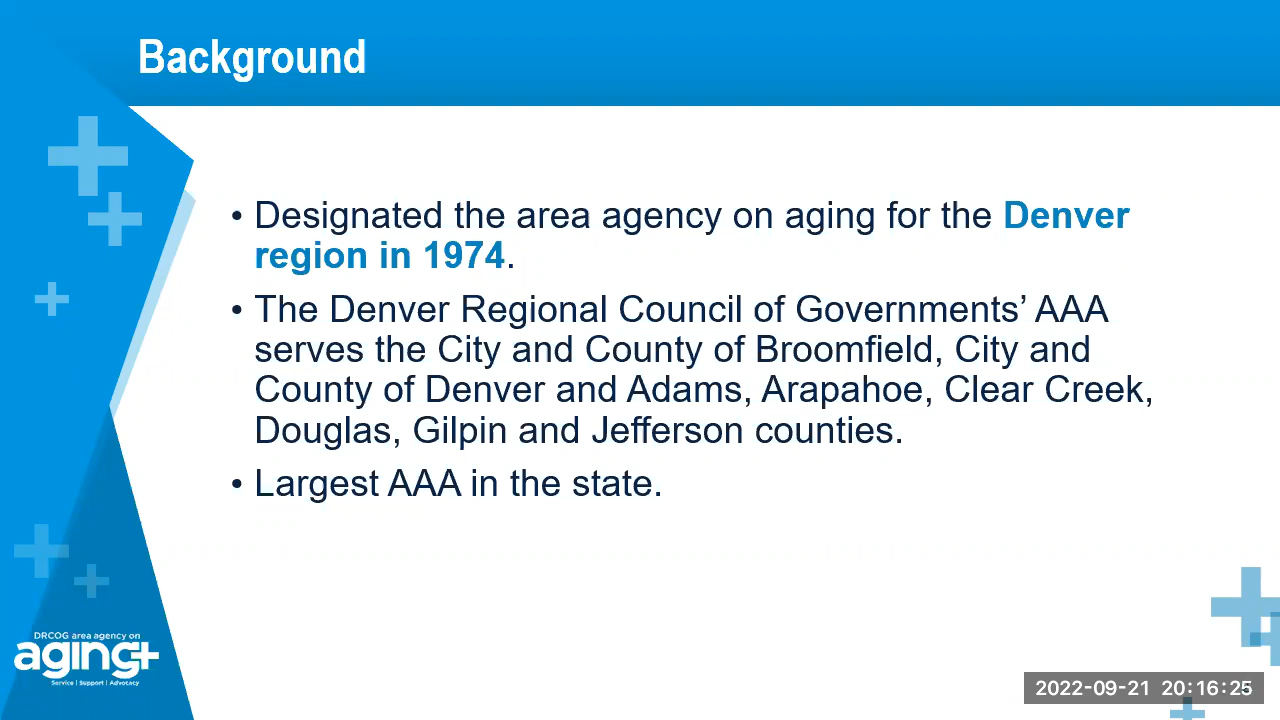 Background
• Designated the area agency on aging for the Denver
region in 1974.
• The Denver Regional Council of Governments’ AAA
serves the City and County of Broomfield, City and
County of Denver and Adams, Arapahoe, Clear Creek,
Douglas, Gilpin and Jefferson counties.
• Largest AAA in the state.
DRCOG area agency on
aging+
Service | Support | Advocacy
2022-09-21 20:16:25